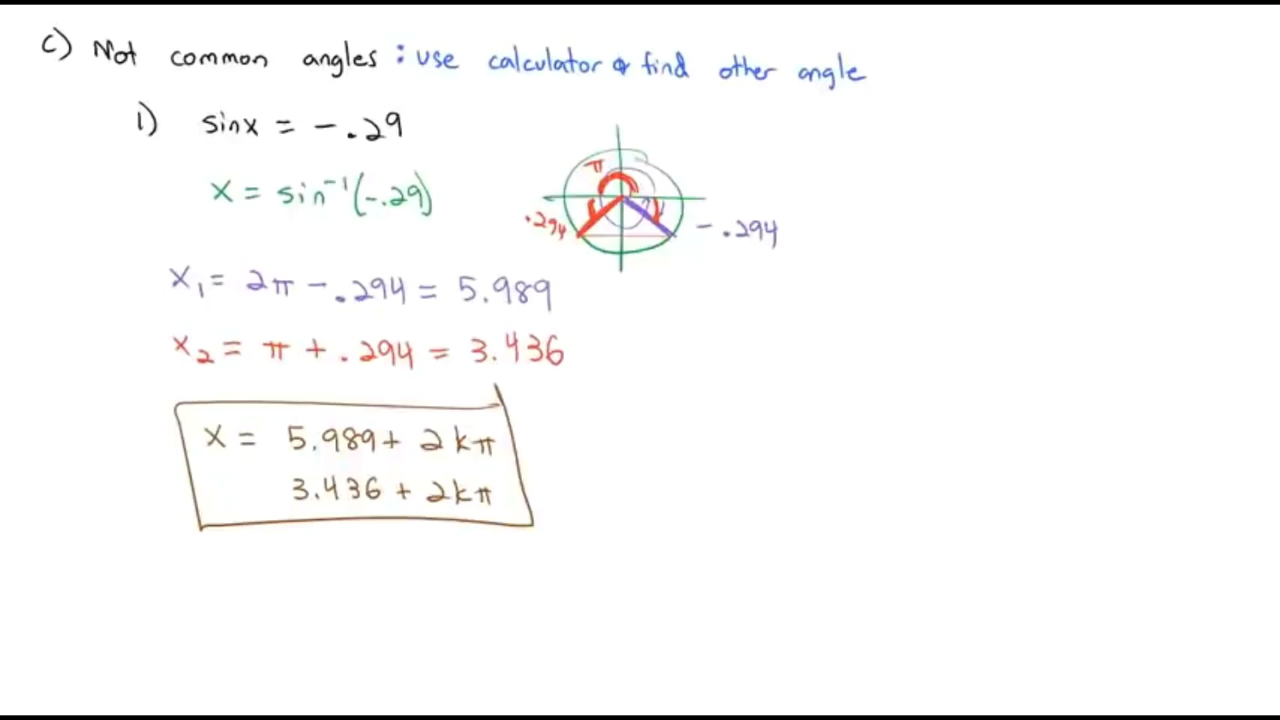 c) Not common angles : use calculator & find other angle
1) sinx = -.29
x = sin⁻¹(-.29)
π
.294
-.294
x₁ = 2π - .294 = 5.989
x₂ = π + .294 = 3.436
x = 5.989 + 2kπ
3.436 + 2kπ